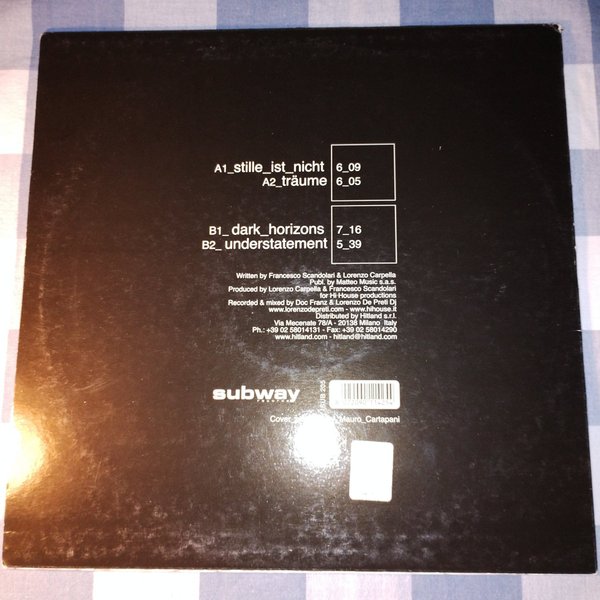 A1_stille_ist_nicht 6_09
A2_träume 6_05
B1_ dark_horizons 7_16
B2_ understatement 5_39
Written by Francesco Scandolari & Lorenzo Carpella
Publ. by Matteo Music s.a.s.
Produced by Lorenzo Carpella & Francesco Scandolari
for Hi House productions
Recorded & mixed by Doc Franz & Lorenzo De Preti Dj
www.lorenzodepreti.com - www.hihouse.it
Distributed by Hitland s.r.l.
Via Mecenate 78/A - 20138 Milano Italy
Ph.: +39 02 58014131 - Fax: +39 02 58014290
www.hitland.com - hitland@hitland.com
subway
Cover Mauro_Cartapani